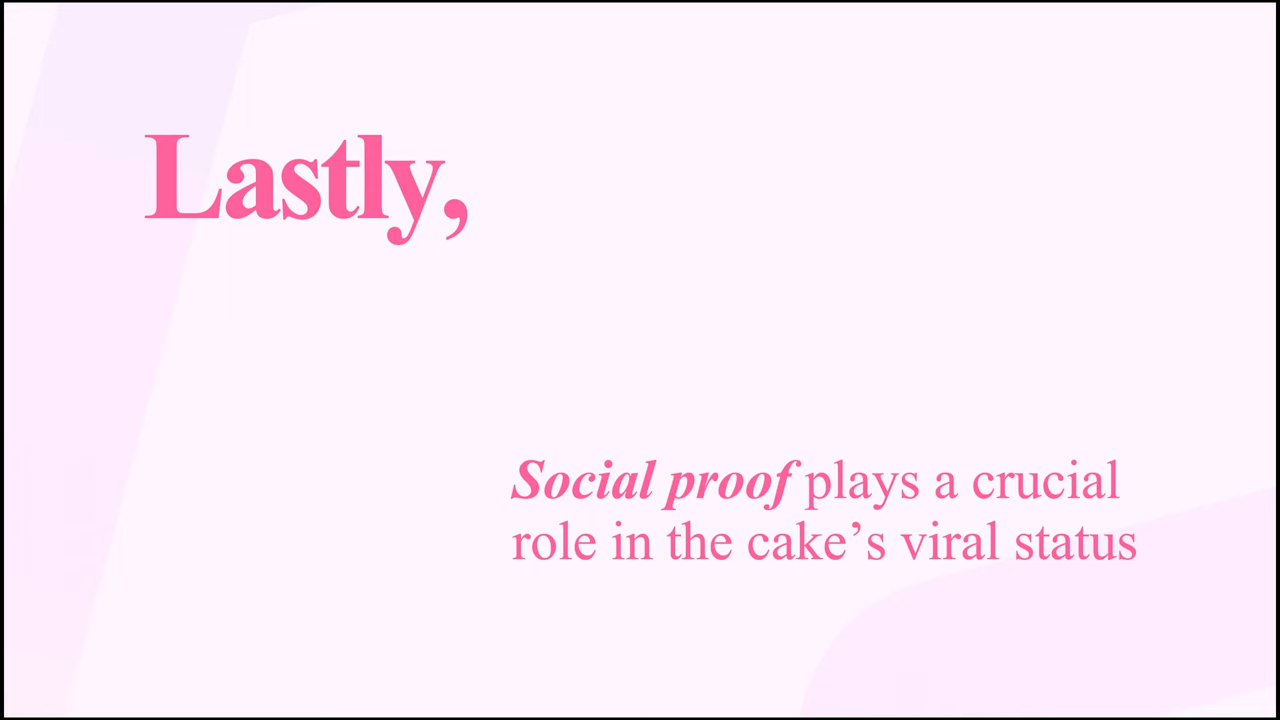 Lastly,
Social proof plays a crucial
role in the cake’s viral status